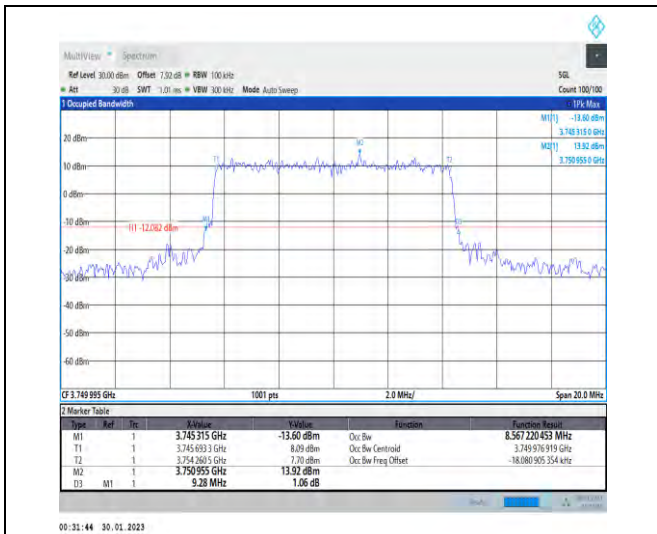 MultiView Spectrum
Ref Level 30.00 dBm Offset 7.92 dB RBW 100 kHz SGL
Att 30 dB SWT 1.01 ms VBW 300 kHz Mode Auto Sweep Count 100/100
1 Occupied Bandwidth 1Pk Max
M1[1] -13.60 dBm
3.745 315 0 GHz
M2[1] 13.92 dBm
3.750 955 0 GHz
20 dBm
M2
T1 T2
10 dBm
0 dBm
-10 dBm
H1 -12.082 dBm
M1
D3
-20 dBm
-30 dBm
-40 dBm
-50 dBm
-60 dBm
CF 3.749 995 GHz 1001 pts 2.0 MHz/ Span 20.0 MHz
2 Marker Table
Type Ref Trc X-Value Y-Value Function Function Result
M1 1 3.745 315 GHz -13.60 dBm Occ Bw 8.567 220 453 MHz
T1 1 3.745 693 3 GHz 8.09 dBm Occ Bw Centroid 3.749 976 919 GHz
T2 1 3.754 260 5 GHz 7.70 dBm Occ Bw Freq Offset -18.080 905 354 kHz
M2 1 3.750 955 GHz 13.92 dBm
D3 M1 1 9.28 MHz 1.06 dB
00:31:44 30.01.2023